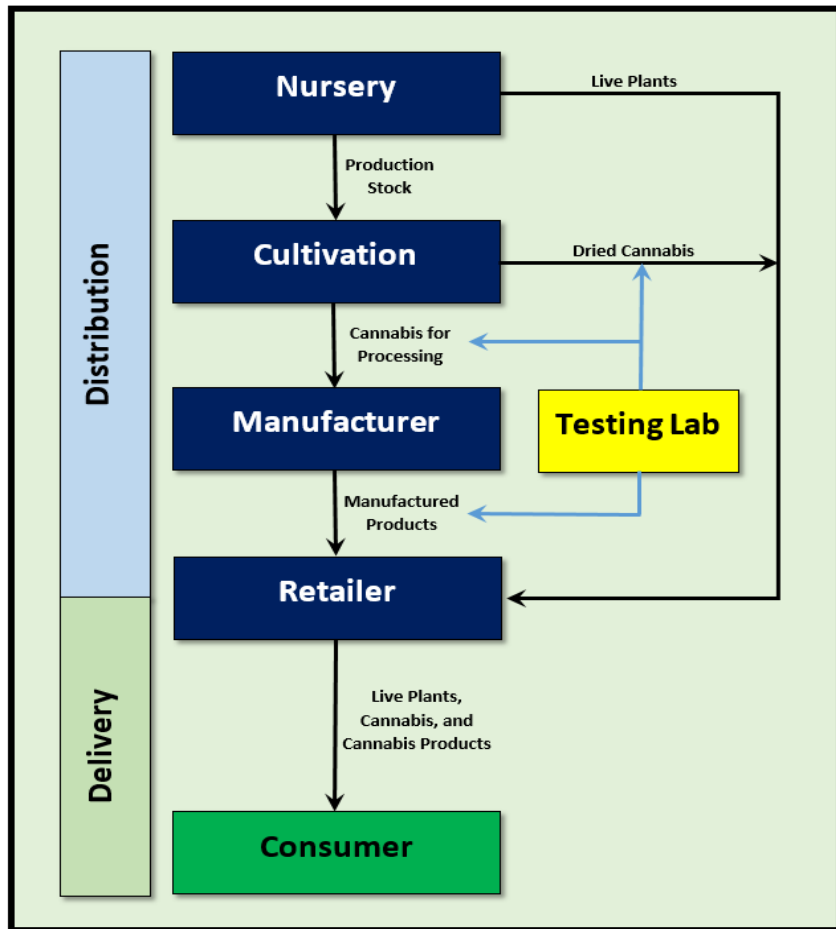 Nursery
Live Plants
Production
Stock
Cultivation
Dried Cannabis
Distribution
Cannabis for
Processing
Manufacturer
Testing Lab
Manufactured
Products
Retailer
Delivery
Live Plants,
Cannabis, and
Cannabis Products
Consumer